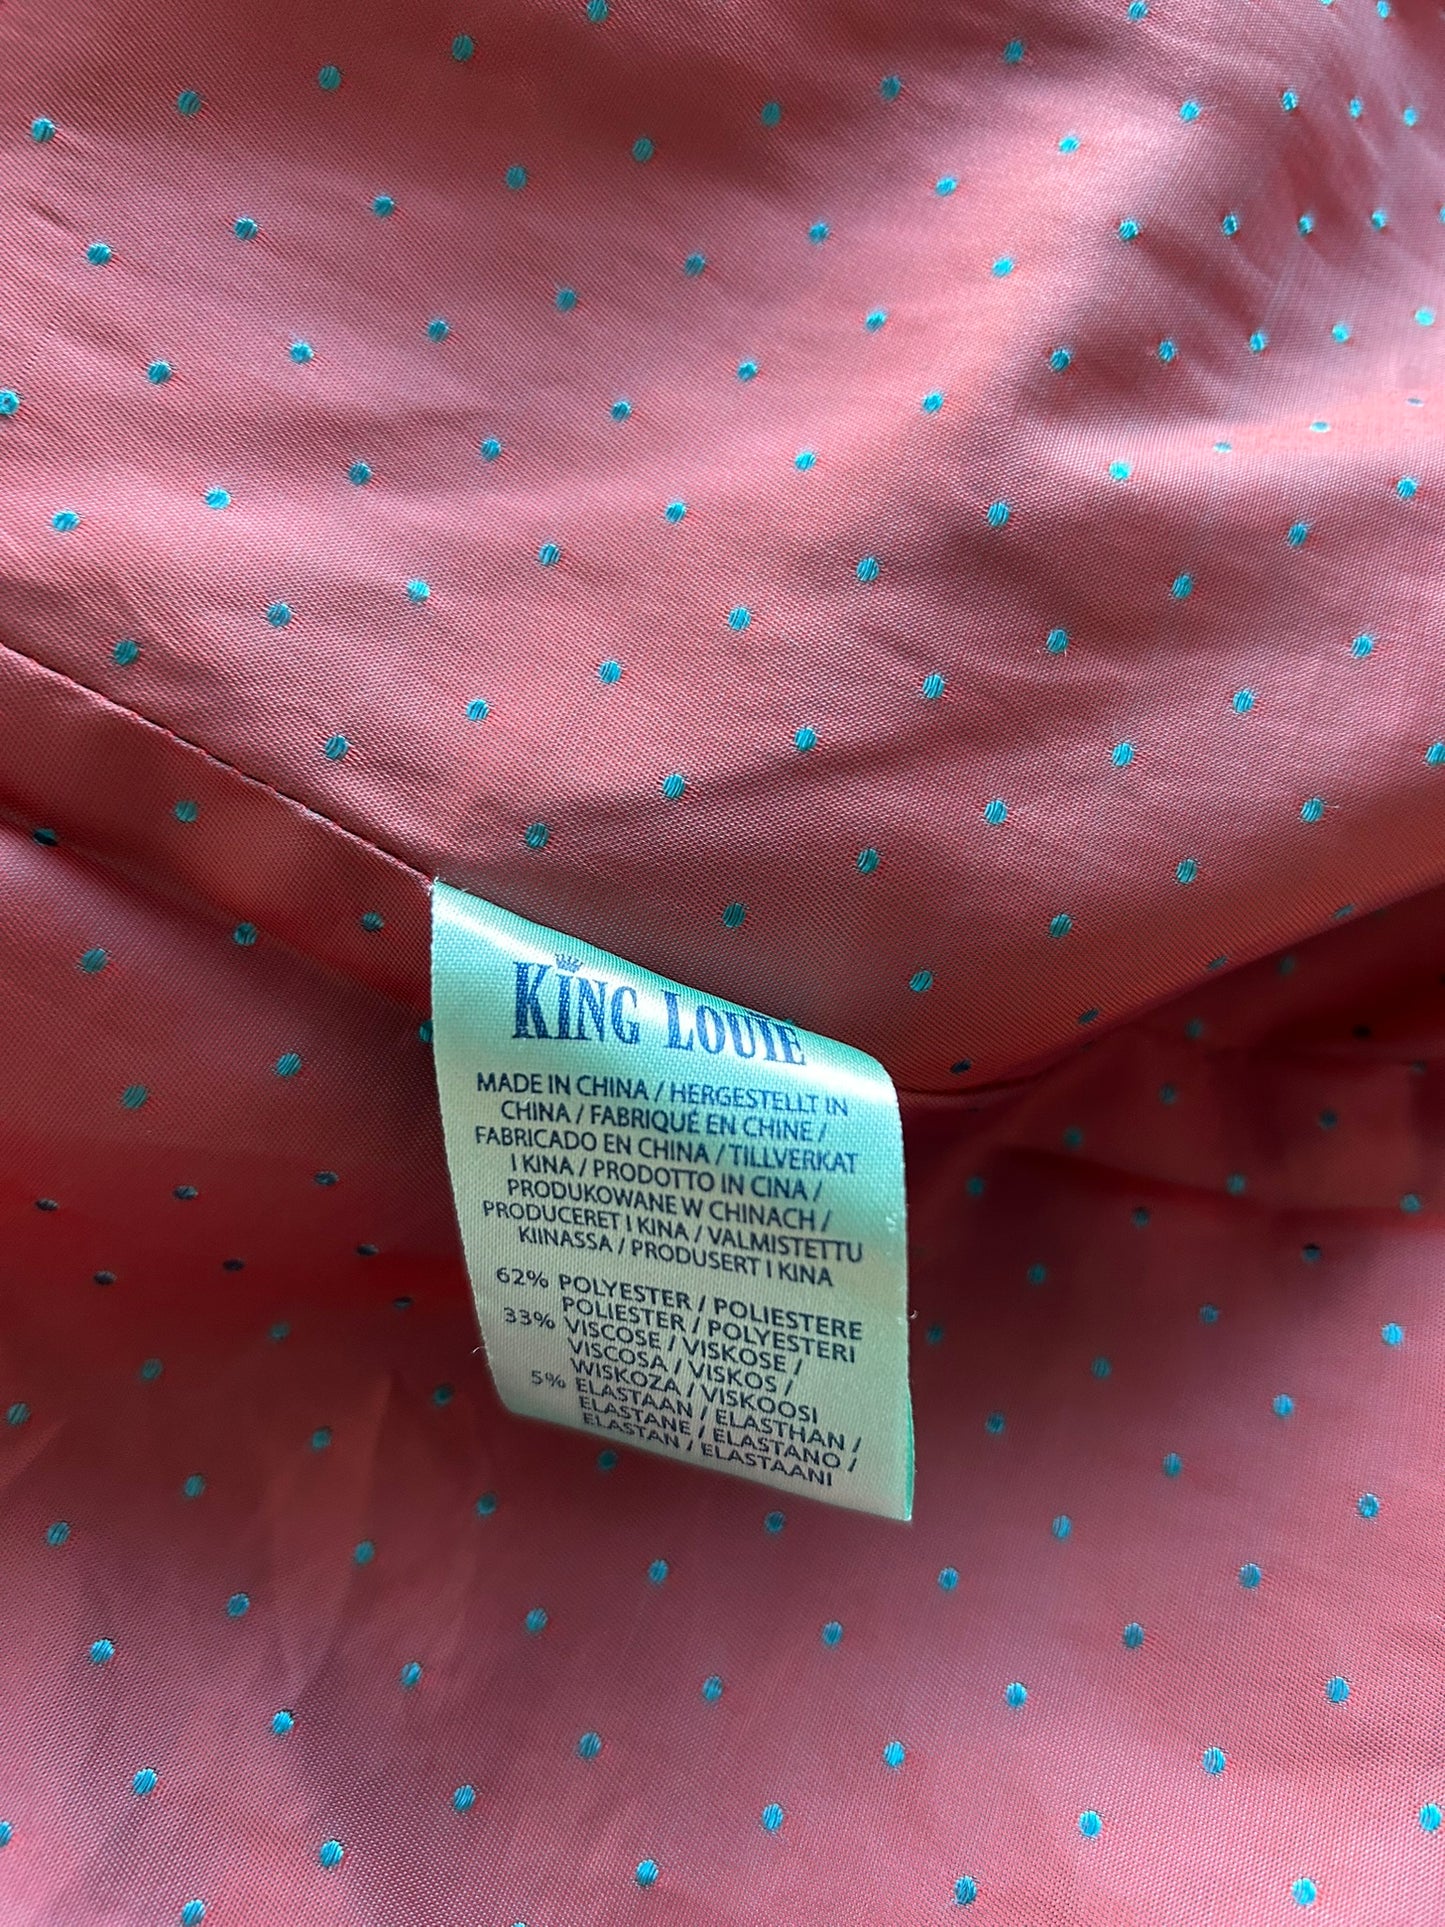 KING LOUIE
MADE IN CHINA / HERGESTELLT IN
CHINA / FABRIQUÉ EN CHINE /
FABRICADO EN CHINA / TILLVERKAT
I KINA / PRODOTTO IN CINA /
PRODUKOWANE W CHINACH /
PRODUCERET I KINA / VALMISTETTU
KIINASSA / PRODUSERT I KINA
62% POLYESTER / POLIESTERE
POLIESTER / POLYESTERI
33% VISCOSE / VISKOSE /
VISCOSA / VISKOS /
WISKOZA / VISKOOSI
5% ELASTAAN / ELASTHAN /
ELASTANE / ELASTANO /
ELASTAN / ELASTAANI